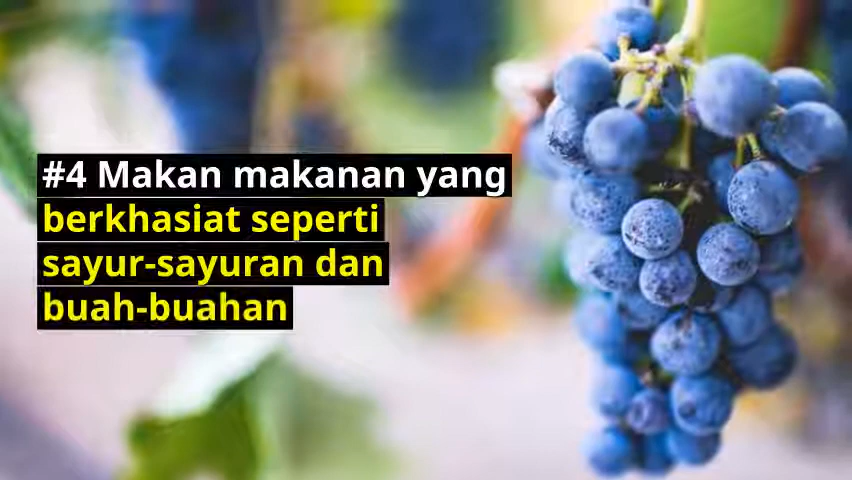 #4 Makan makanan yang
berkhasiat seperti
sayur-sayuran dan
buah-buahan